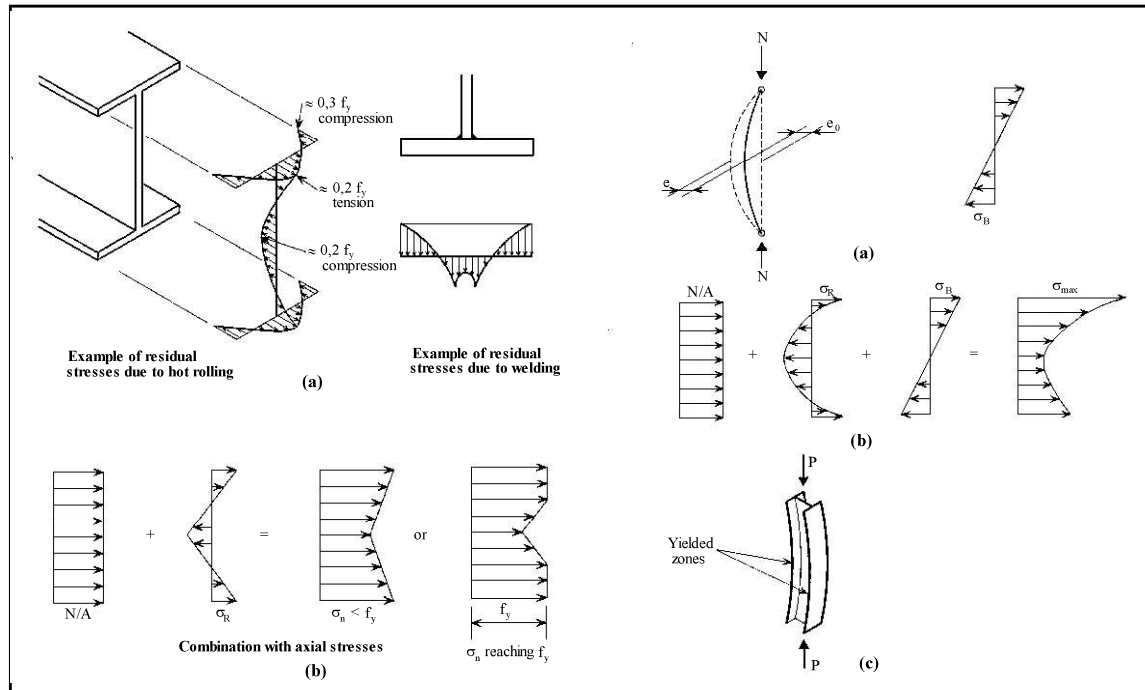 ≈ 0,3 f_y
compression
≈ 0,2 f_y
tension
≈ 0,2 f_y
compression
Example of residual
stresses due to hot rolling
(a)
Example of residual
stresses due to welding
N/A
+
σ_R
=
σ_n < f_y
or
f_y
σ_n reaching f_y
Combination with axial stresses
(b)
N
e_0
e
N
σ_B
(a)
N/A
+
σ_R
+
σ_B
=
σ_max
(b)
P
Yielded
zones
P
(c)